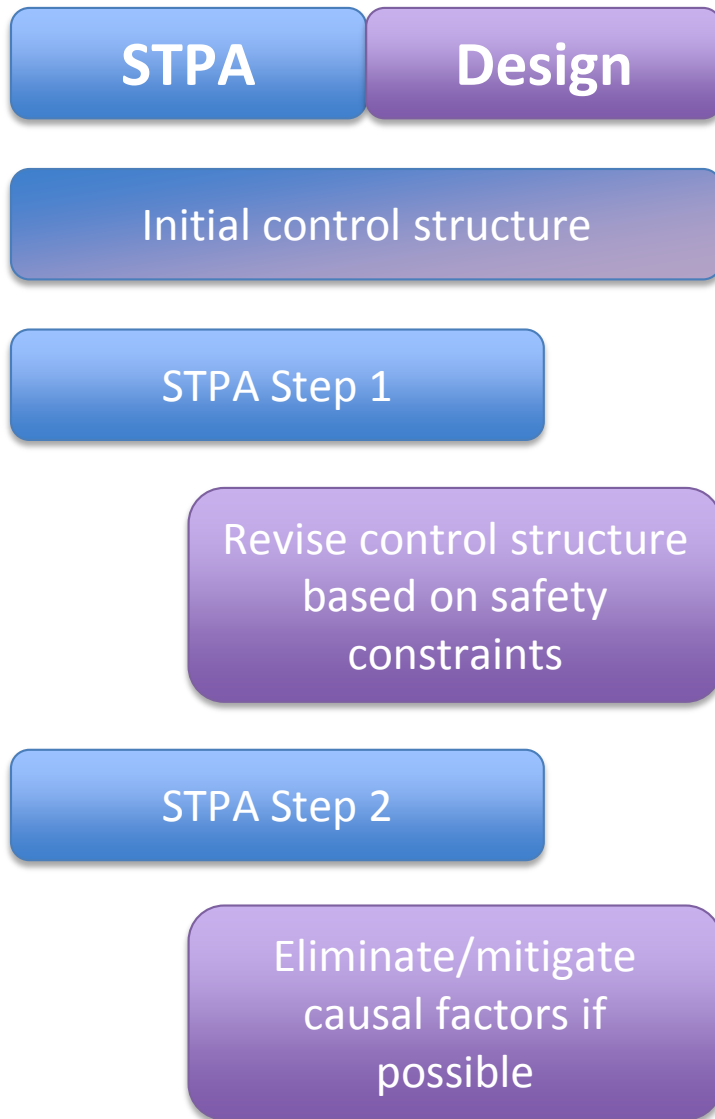 STPA
Design
Initial control structure
STPA Step 1
Revise control structure
based on safety
constraints
STPA Step 2
Eliminate/mitigate
causal factors if
possible